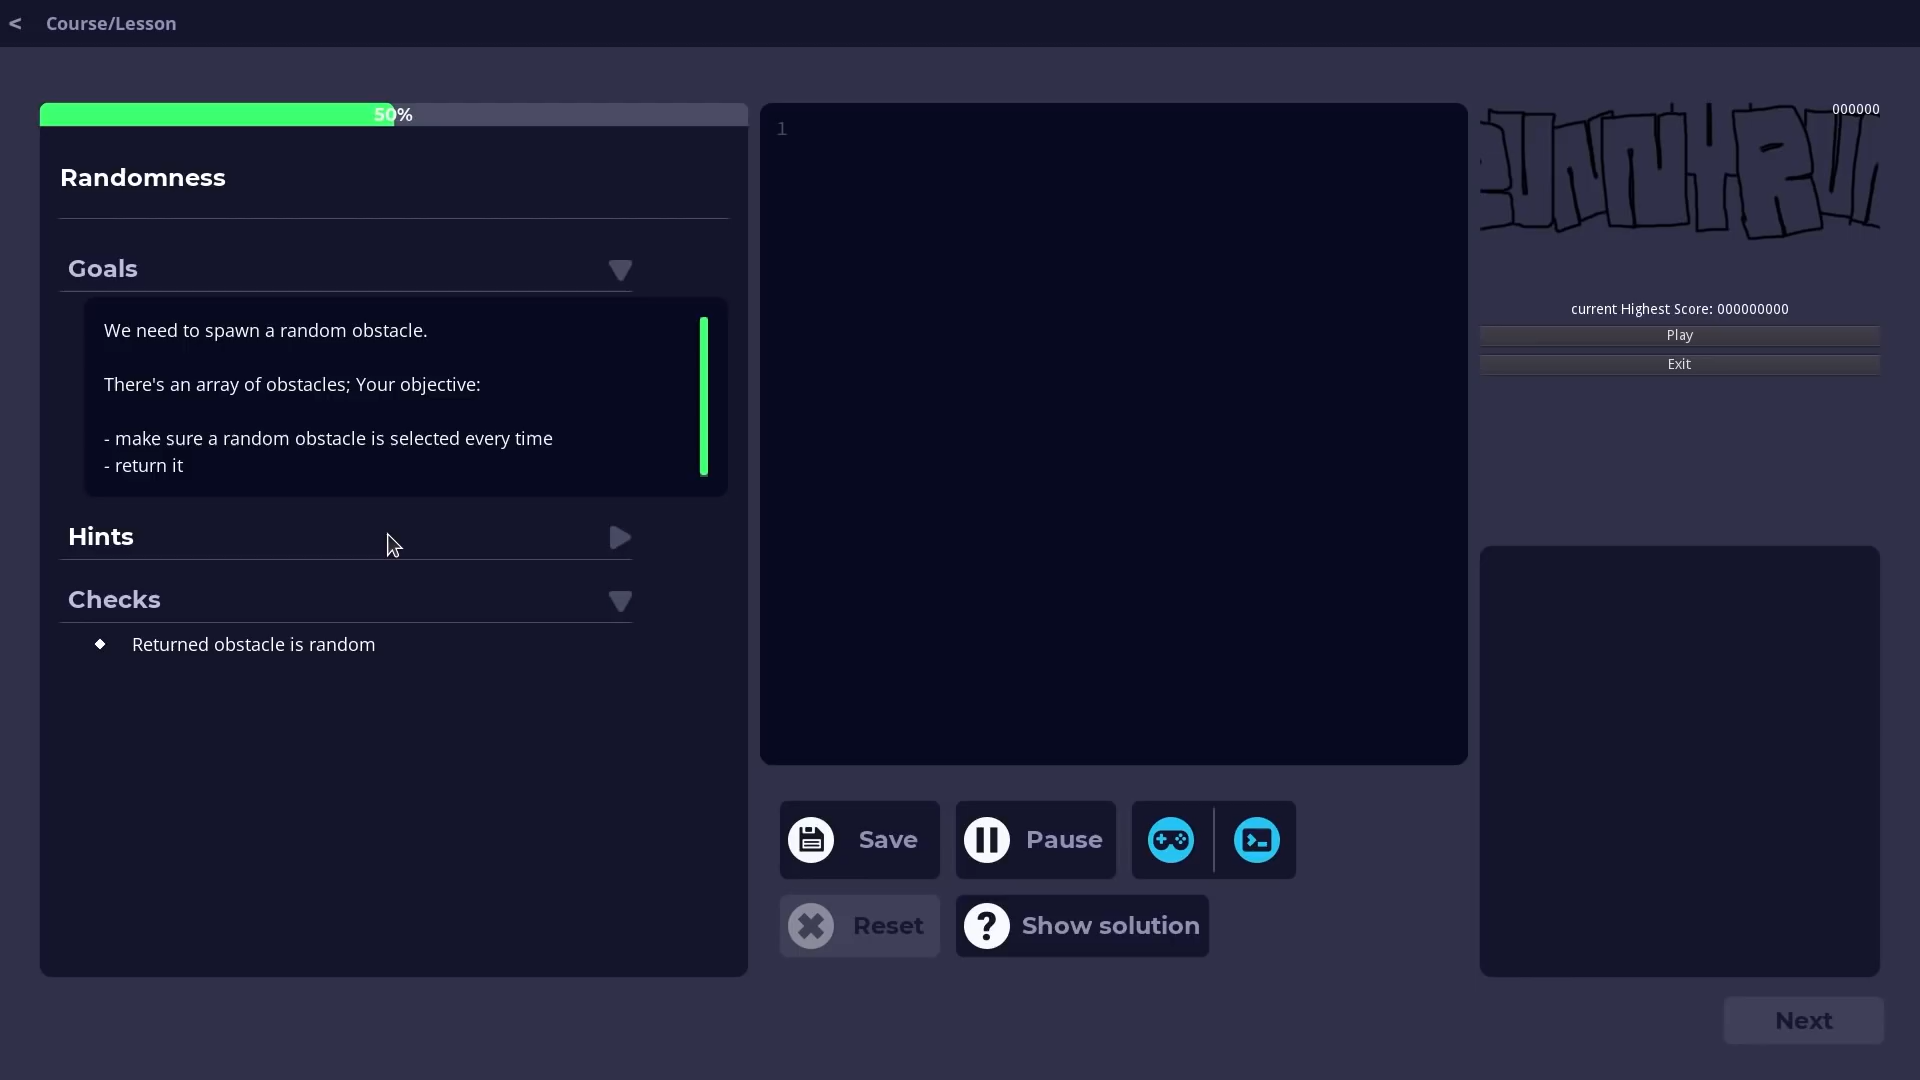 < Course/Lesson
50%
Randomness
Goals
We need to spawn a random obstacle.
There's an array of obstacles; Your objective:
- make sure a random obstacle is selected every time
- return it
Hints
Checks
Returned obstacle is random
1
Save
Pause
Reset
? Show solution
000000
UNNYRU
current Highest Score: 000000000
Play
Exit
Next